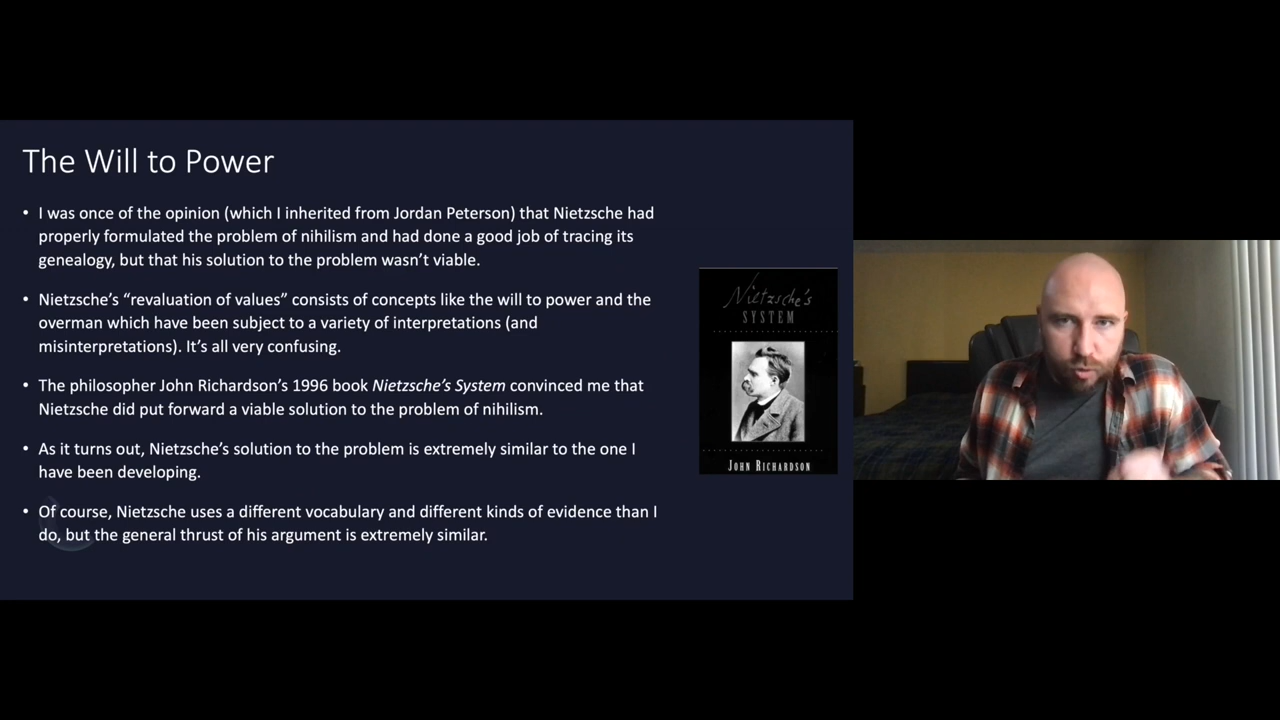 The Will to Power
• I was once of the opinion (which I inherited from Jordan Peterson) that Nietzsche had
properly formulated the problem of nihilism and had done a good job of tracing its
genealogy, but that his solution to the problem wasn’t viable.
• Nietzsche’s “revaluation of values” consists of concepts like the will to power and the
overman which have been subject to a variety of interpretations (and
misinterpretations). It’s all very confusing.
• The philosopher John Richardson’s 1996 book Nietzsche’s System convinced me that
Nietzsche did put forward a viable solution to the problem of nihilism.
• As it turns out, Nietzsche’s solution to the problem is extremely similar to the one I
have been developing.
• Of course, Nietzsche uses a different vocabulary and different kinds of evidence than I
do, but the general thrust of his argument is extremely similar.
Nietzsche's
SYSTEM
JOHN RICHARDSON